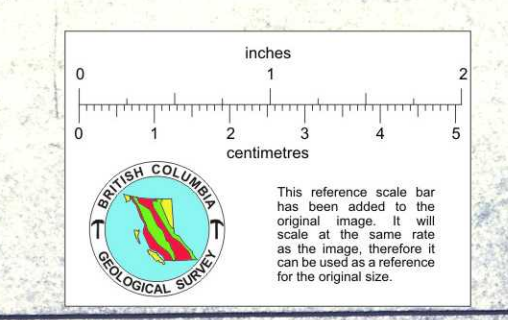 inches
0 1 2
0 1 2 3 4 5
centimetres
BRITISH COLUMBIA
GEOLOGICAL SURVEY
This reference scale bar
has been added to the
original image. It will
scale at the same rate
as the image, therefore it
can be used as a reference
for the original size.